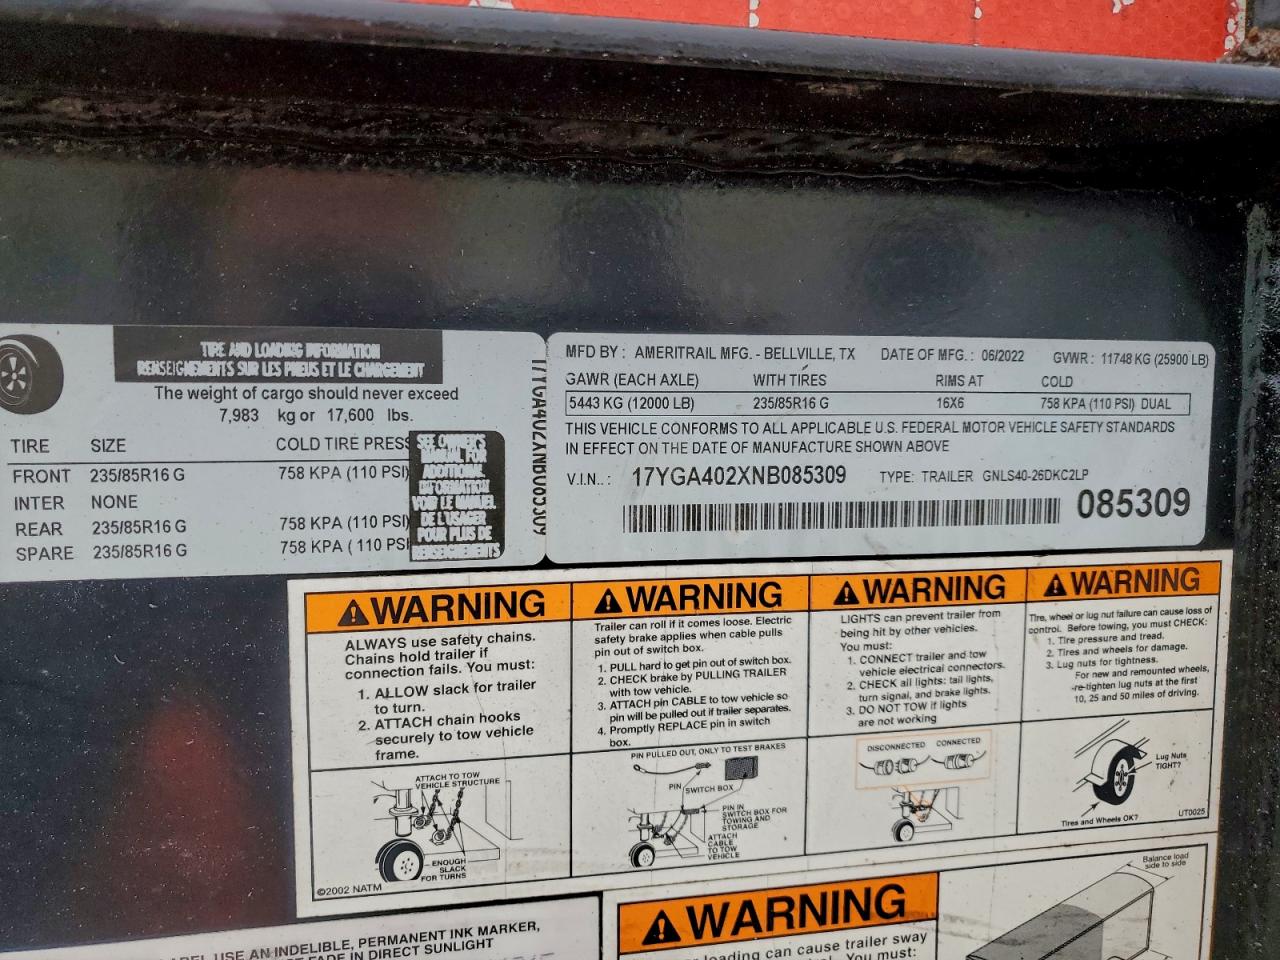 TIRE AND LOADING INFORMATION
RENSEIGNEMENTS SUR LES PNEUS ET LE CHARGEMENT
The weight of cargo should never exceed
7,983 kg or 17,600 lbs.
TIRE SIZE COLD TIRE PRESS
FRONT 235/85R16 G 758 KPA (110 PSI)
INTER NONE
REAR 235/85R16 G 758 KPA (110 PSI)
SPARE 235/85R16 G 758 KPA ( 110 PSI
SEE OWNER'S
MANUAL FOR
ADDITIONAL
INFORMATION
VOIR LE MANUEL
DE L'USAGER
POUR PLUS DE
RENSEIGNEMENTS
17YGA402XNB085309
MFD BY : AMERITRAIL MFG. - BELLVILLE, TX DATE OF MFG. : 06/2022 GVWR : 11748 KG (25900 LB)
GAWR (EACH AXLE) WITH TIRES RIMS AT COLD
5443 KG (12000 LB) 235/85R16 G 16X6 758 KPA (110 PSI) DUAL
THIS VEHICLE CONFORMS TO ALL APPLICABLE U.S. FEDERAL MOTOR VEHICLE SAFETY STANDARDS
IN EFFECT ON THE DATE OF MANUFACTURE SHOWN ABOVE
V.I.N.. : 17YGA402XNB085309 TYPE: TRAILER GNLS40-26DKC2LP
085309
WARNING
ALWAYS use safety chains.
Chains hold trailer if
connection fails. You must:
1. ALLOW slack for trailer
to turn.
2. ATTACH chain hooks
securely to tow vehicle
frame.
ATTACH TO TOW
VEHICLE STRUCTURE
ENOUGH
SLACK
FOR TURNS
©2002 NATM
WARNING
Trailer can roll if it comes loose. Electric
safety brake applies when cable pulls
pin out of switch box.
1. PULL hard to get pin out of switch box.
2. CHECK brake by PULLING TRAILER
with tow vehicle.
3. ATTACH pin CABLE to tow vehicle so
pin will be pulled out if trailer separates.
4. Promptly REPLACE pin in switch
box.
PIN PULLED OUT, ONLY TO TEST BRAKES
PIN
SWITCH BOX
PIN IN
SWITCH BOX FOR
TOWING AND
STORAGE
ATTACH
CABLE
TO TOW
VEHICLE
WARNING
LIGHTS can prevent trailer from
being hit by other vehicles.
You must:
1. CONNECT trailer and tow
vehicle electrical connectors.
2. CHECK all lights: tail lights,
turn signal, and brake lights.
3. DO NOT TOW if lights
are not working
DISCONNECTED CONNECTED
WARNING
Tire, wheel or lug nut failure can cause loss of
control. Before towing, you must CHECK:
1. Tire pressure and tread.
2. Tires and wheels for damage.
3. Lug nuts for tightness.
For new and remounted wheels,
re-tighten lug nuts at the first
10, 25 and 50 miles of driving.
Lug Nuts
TIGHT?
Tires and Wheels OK?
UT0025
USE AN INDELIBLE, PERMANENT INK MARKER,
FADE IN DIRECT SUNLIGHT
WARNING
loading can cause trailer sway
You must:
Balance load
side to side